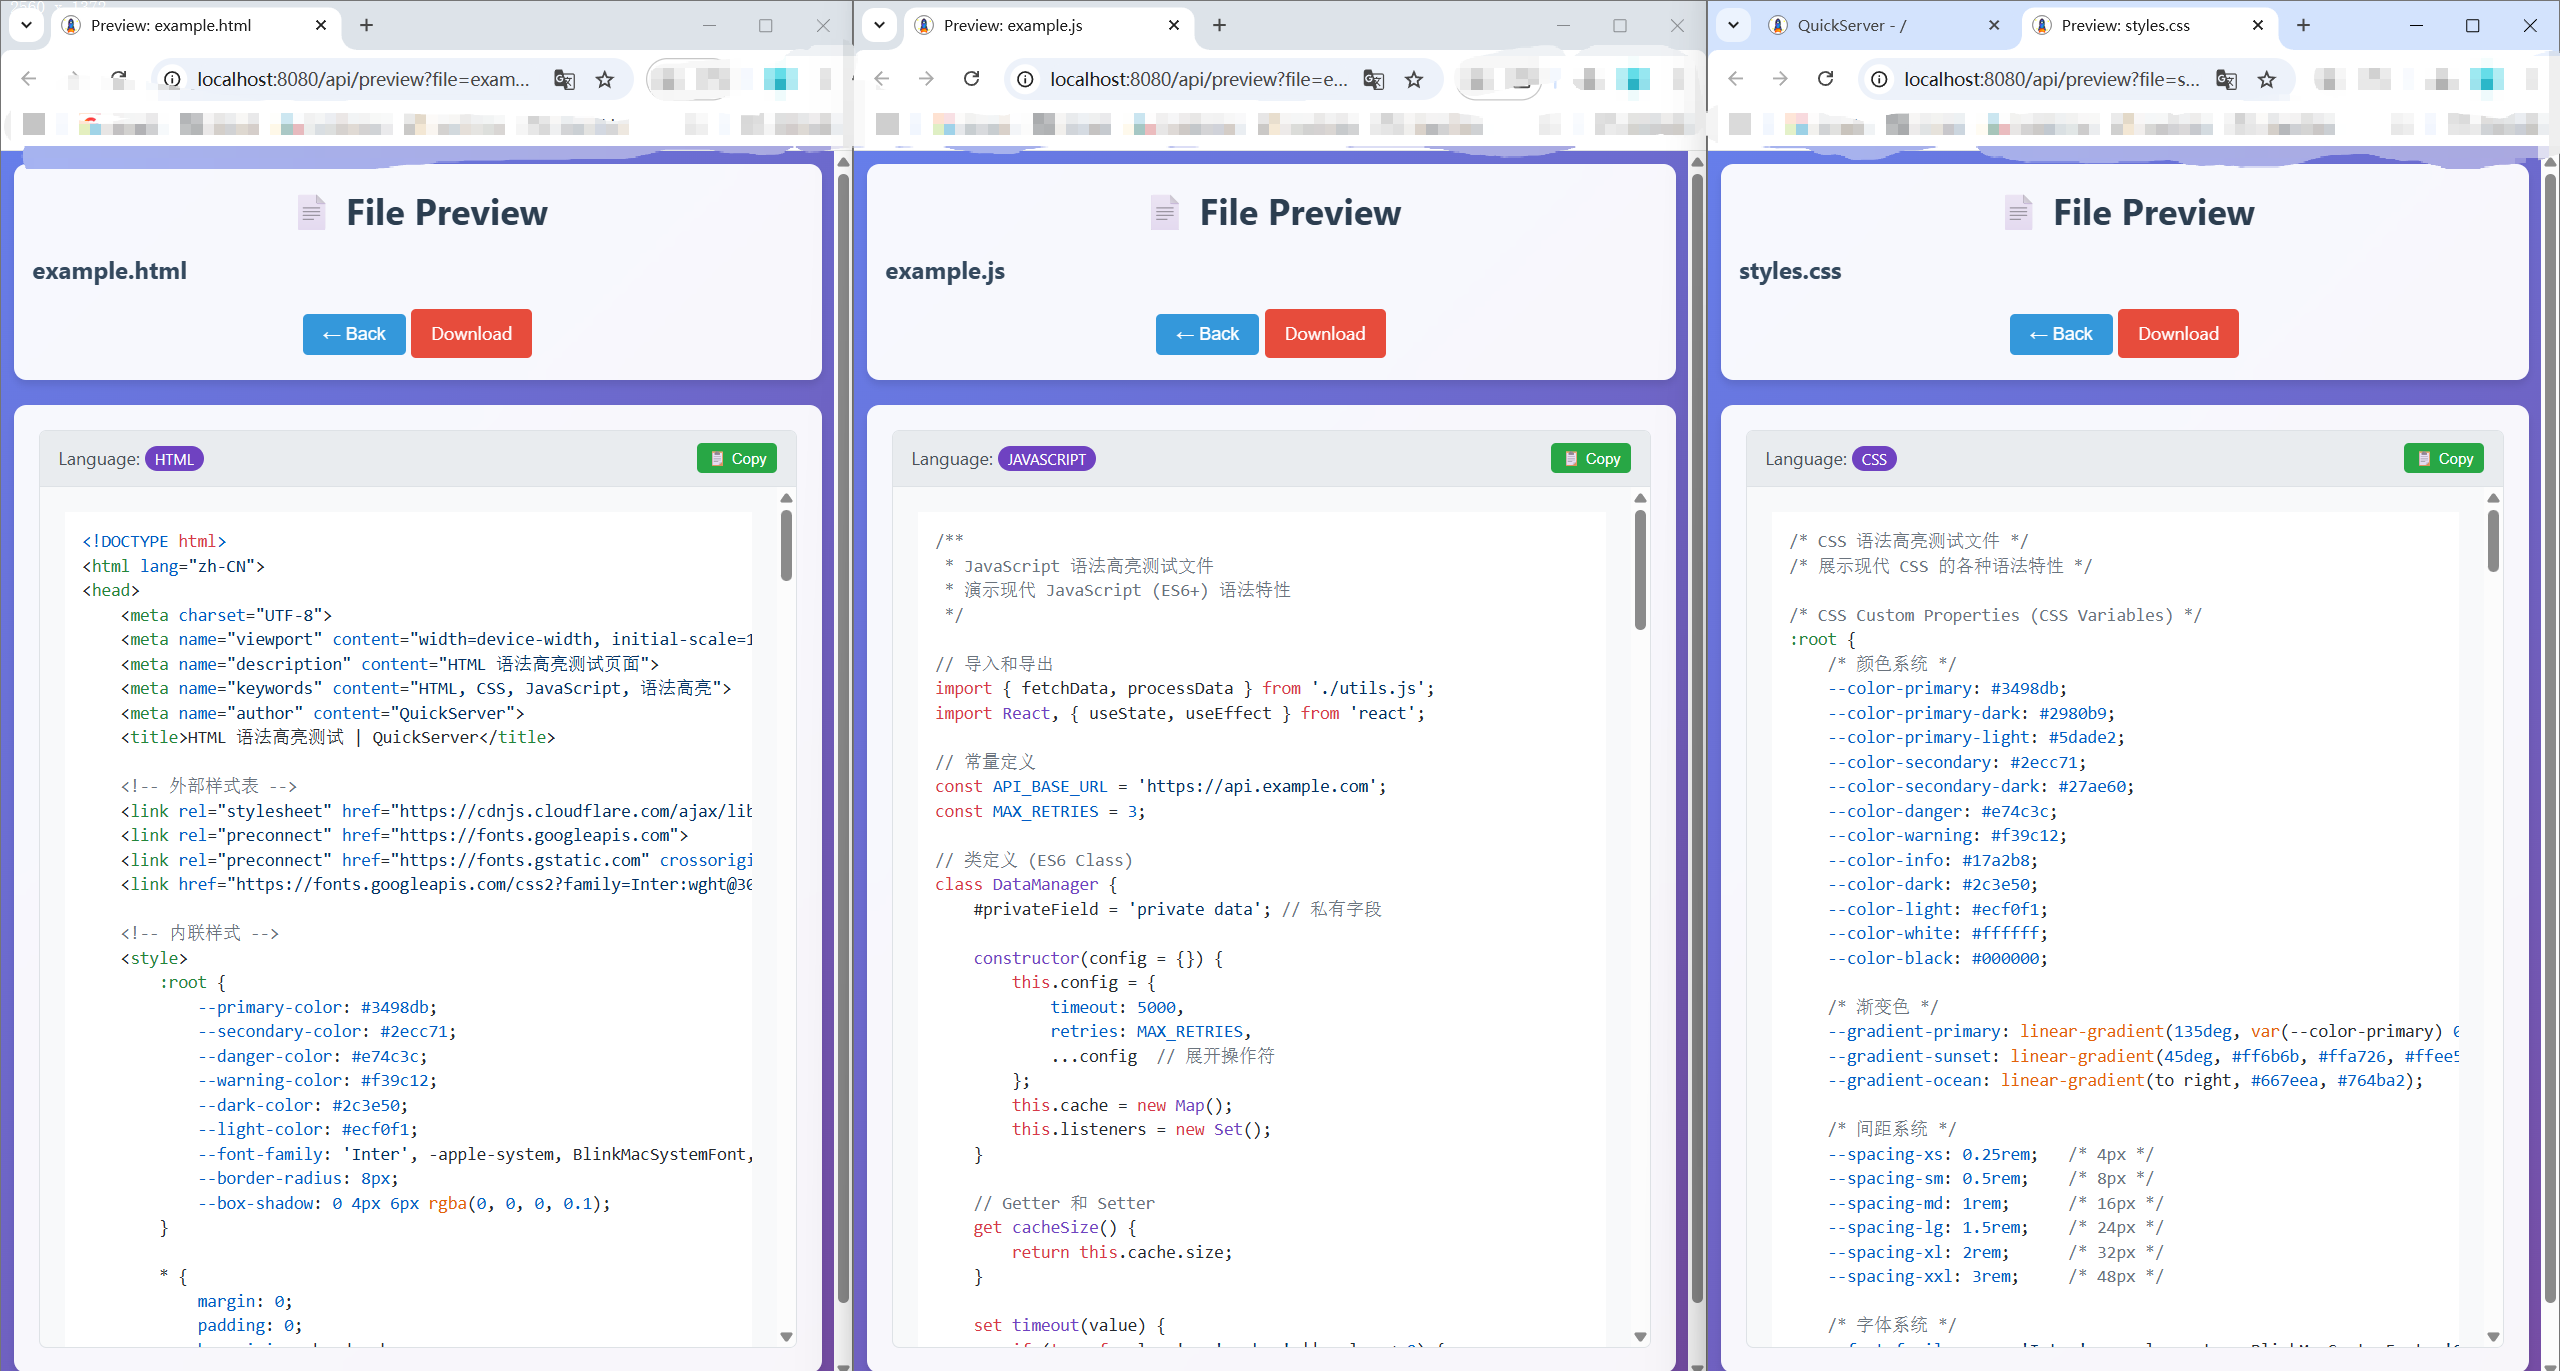 Preview: example.html
localhost:8080/api/preview?file=exam...
File Preview
example.html
← Back
Download
Language: HTML
Copy
<!DOCTYPE html>
<html lang="zh-CN">
<head>
    <meta charset="UTF-8">
    <meta name="viewport" content="width=device-width, initial-scale=1
    <meta name="description" content="HTML 语法高亮测试页面">
    <meta name="keywords" content="HTML, CSS, JavaScript, 语法高亮">
    <meta name="author" content="QuickServer">
    <title>HTML 语法高亮测试 | QuickServer</title>
    <!-- 外部样式表 -->
    <link rel="stylesheet" href="https://cdnjs.cloudflare.com/ajax/lib
    <link rel="preconnect" href="https://fonts.googleapis.com">
    <link rel="preconnect" href="https://fonts.gstatic.com" crossorigi
    <link href="https://fonts.googleapis.com/css2?family=Inter:wght@30
    <!-- 内联样式 -->
    <style>
        :root {
            --primary-color: #3498db;
            --secondary-color: #2ecc71;
            --danger-color: #e74c3c;
            --warning-color: #f39c12;
            --dark-color: #2c3e50;
            --light-color: #ecf0f1;
            --font-family: 'Inter', -apple-system, BlinkMacSystemFont,
            --border-radius: 8px;
            --box-shadow: 0 4px 6px rgba(0, 0, 0, 0.1);
        }
        * {
            margin: 0;
            padding: 0;
Preview: example.js
localhost:8080/api/preview?file=e...
File Preview
example.js
← Back
Download
Language: JAVASCRIPT
Copy
/**
 * JavaScript 语法高亮测试文件
 * 演示现代 JavaScript (ES6+) 语法特性
 */
// 导入和导出
import { fetchData, processData } from './utils.js';
import React, { useState, useEffect } from 'react';
// 常量定义
const API_BASE_URL = 'https://api.example.com';
const MAX_RETRIES = 3;
// 类定义 (ES6 Class)
class DataManager {
    #privateField = 'private data'; // 私有字段
    constructor(config = {}) {
        this.config = {
            timeout: 5000,
            retries: MAX_RETRIES,
            ...config  // 展开操作符
        };
        this.cache = new Map();
        this.listeners = new Set();
    }
    // Getter 和 Setter
    get cacheSize() {
        return this.cache.size;
    }
    set timeout(value) {
QuickServer - /
Preview: styles.css
localhost:8080/api/preview?file=s...
File Preview
styles.css
← Back
Download
Language: CSS
Copy
/* CSS 语法高亮测试文件 */
/* 展示现代 CSS 的各种语法特性 */
/* CSS Custom Properties (CSS Variables) */
:root {
    /* 颜色系统 */
    --color-primary: #3498db;
    --color-primary-dark: #2980b9;
    --color-primary-light: #5dade2;
    --color-secondary: #2ecc71;
    --color-secondary-dark: #27ae60;
    --color-danger: #e74c3c;
    --color-warning: #f39c12;
    --color-info: #17a2b8;
    --color-dark: #2c3e50;
    --color-light: #ecf0f1;
    --color-white: #ffffff;
    --color-black: #000000;
    /* 渐变色 */
    --gradient-primary: linear-gradient(135deg, var(--color-primary) 0
    --gradient-sunset: linear-gradient(45deg, #ff6b6b, #ffa726, #ffee5
    --gradient-ocean: linear-gradient(to right, #667eea, #764ba2);
    /* 间距系统 */
    --spacing-xs: 0.25rem;   /* 4px */
    --spacing-sm: 0.5rem;    /* 8px */
    --spacing-md: 1rem;      /* 16px */
    --spacing-lg: 1.5rem;    /* 24px */
    --spacing-xl: 2rem;      /* 32px */
    --spacing-xxl: 3rem;     /* 48px */
    /* 字体系统 */